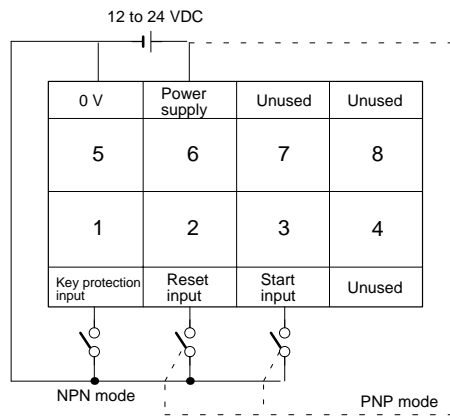 12 to 24 VDC
0 V
Power
supply
Unused
Unused
5
6
7
8
1
2
3
4
Key protection
input
Reset
input
Start
input
Unused
NPN mode
PNP mode